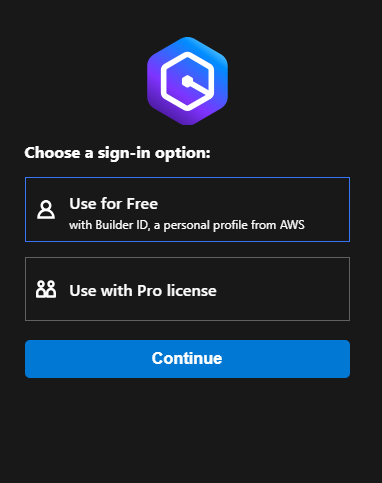 Choose a sign-in option:
Use for Free
with Builder ID, a personal profile from AWS
Use with Pro license
Continue